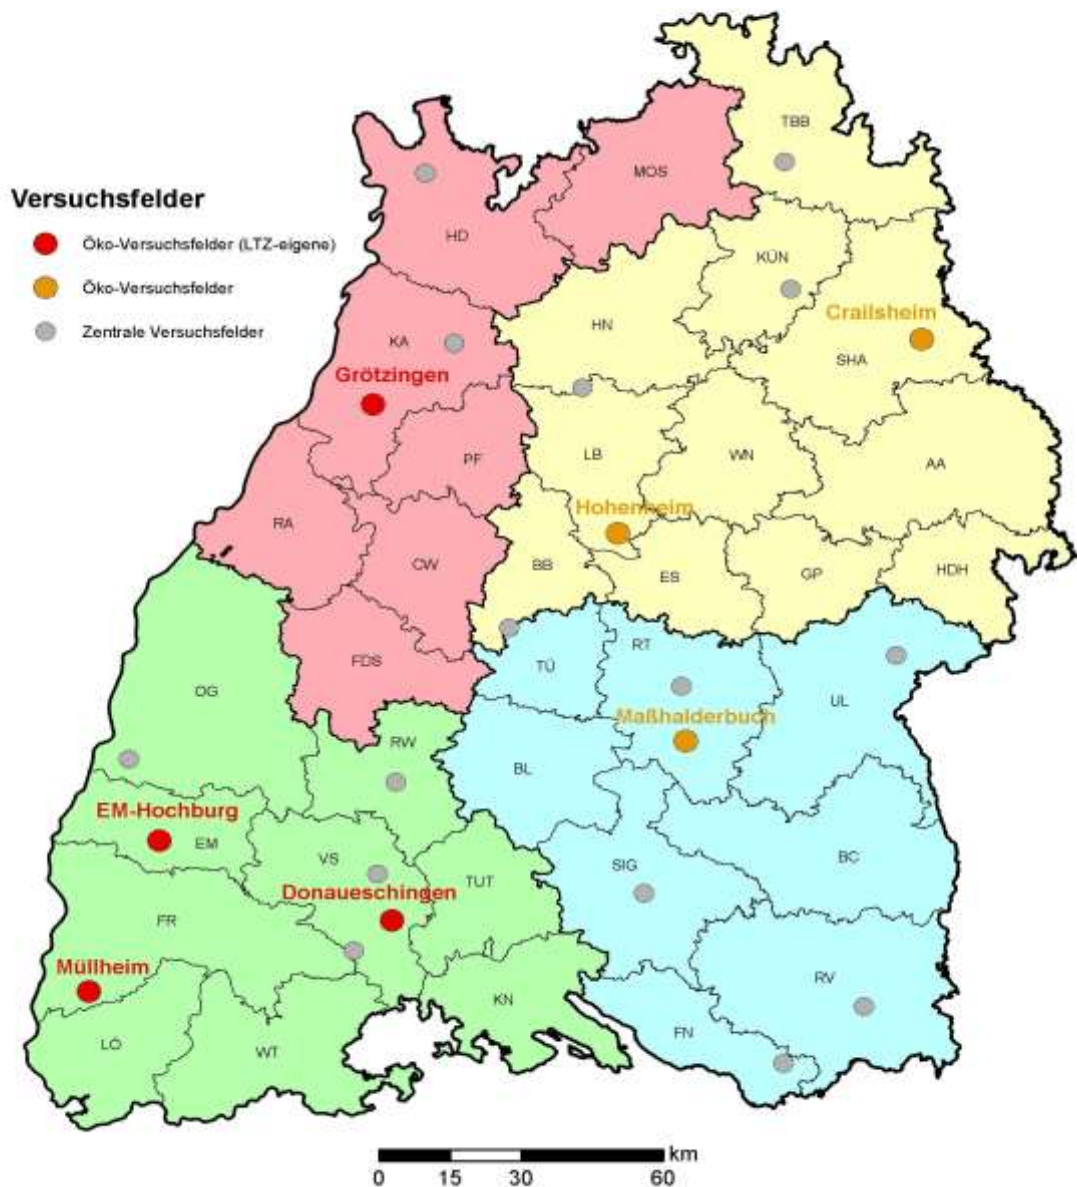 TBB
MOS
Versuchsfelder
Öko-Versuchsfelder (LTZ-eigene)
Öko-Versuchsfelder
Zentrale Versuchsfelder
HD
KÜN
Crailsheim
HN
KA
SHA
Grötzingen
LB
WN
PF
AA
Hohenheim
RA
CW
BB
ES
GP
HDH
FDS
TÜ
RT
OG
UL
Maßhalderbuch
RW
BL
EM-Hochburg
EM
VS
BC
SIG
TUT
Donaueschingen
FR
Müllheim
RV
KN
FN
LÖ
WT
km
0 15 30 60